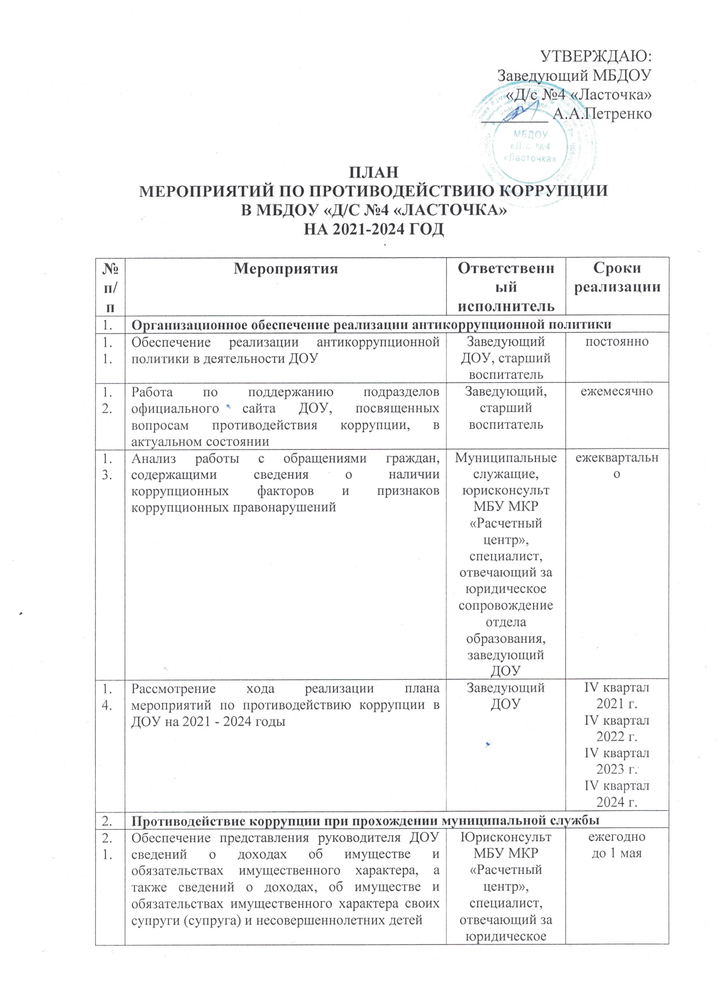 УТВЕРЖДАЮ:
Заведующий МБДОУ
«Д/с №4 «Ласточка»
________ А.А.Петренко
МБДОУ
«Д/с №4
«Ласточка»
ПЛАН
МЕРОПРИЯТИЙ ПО ПРОТИВОДЕЙСТВИЮ КОРРУПЦИИ
В МБДОУ «Д/С №4 «ЛАСТОЧКА»
НА 2021-2024 ГОД
№
п/
п
Мероприятия
Ответственн
ый
исполнитель
Сроки
реализации
1.
Организационное обеспечение реализации антикоррупционной политики
1.
1.
Обеспечение реализации антикоррупционной
политики в деятельности ДОУ
Заведующий
ДОУ, старший
воспитатель
постоянно
1.
2.
Работа по поддержанию подразделов
официального сайта ДОУ, посвященных
вопросам противодействия коррупции, в
актуальном состоянии
Заведующий,
старший
воспитатель
ежемесячно
1.
3.
Анализ работы с обращениями граждан,
содержащими сведения о наличии
коррупционных факторов и признаков
коррупционных правонарушений
Муниципальные
служащие,
юрисконсульт
МБУ МКР
«Расчетный
центр»,
специалист,
отвечающий за
юридическое
сопровождение
отдела
образования,
заведующий
ДОУ
ежеквартальн
о
1.
4.
Рассмотрение хода реализации плана
мероприятий по противодействию коррупции в
ДОУ на 2021 - 2024 годы
Заведующий
ДОУ
IV квартал
2021 г.
IV квартал
2022 г.
IV квартал
2023 г.
IV квартал
2024 г.
2.
Противодействие коррупции при прохождении муниципальной службы
2.
1.
Обеспечение представления руководителя ДОУ
сведений о доходах об имуществе и
обязательствах имущественного характера, а
также сведений о доходах, об имуществе и
обязательствах имущественного характера своих
супруги (супруга) и несовершеннолетних детей
Юрисконсульт
МБУ МКР
«Расчетный
центр»,
специалист,
отвечающий за
юридическое
ежегодно
до 1 мая